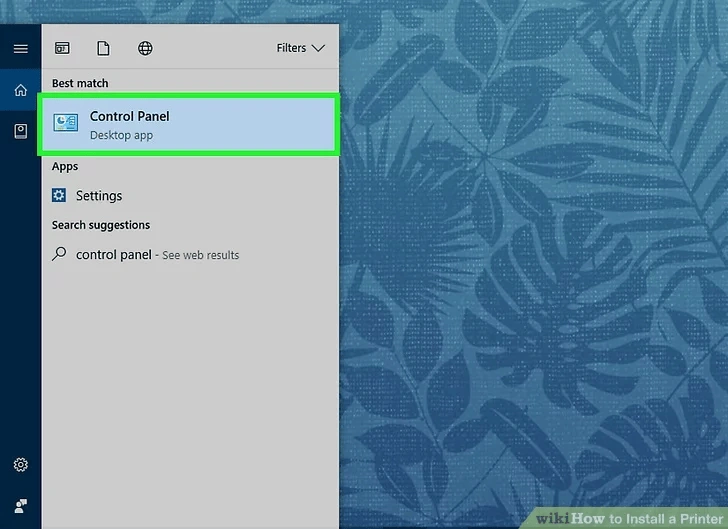 Filters
Best match
Control Panel
Desktop app
Apps
Settings
Search suggestions
control panel - See web results
wikiHow to Install a Printer